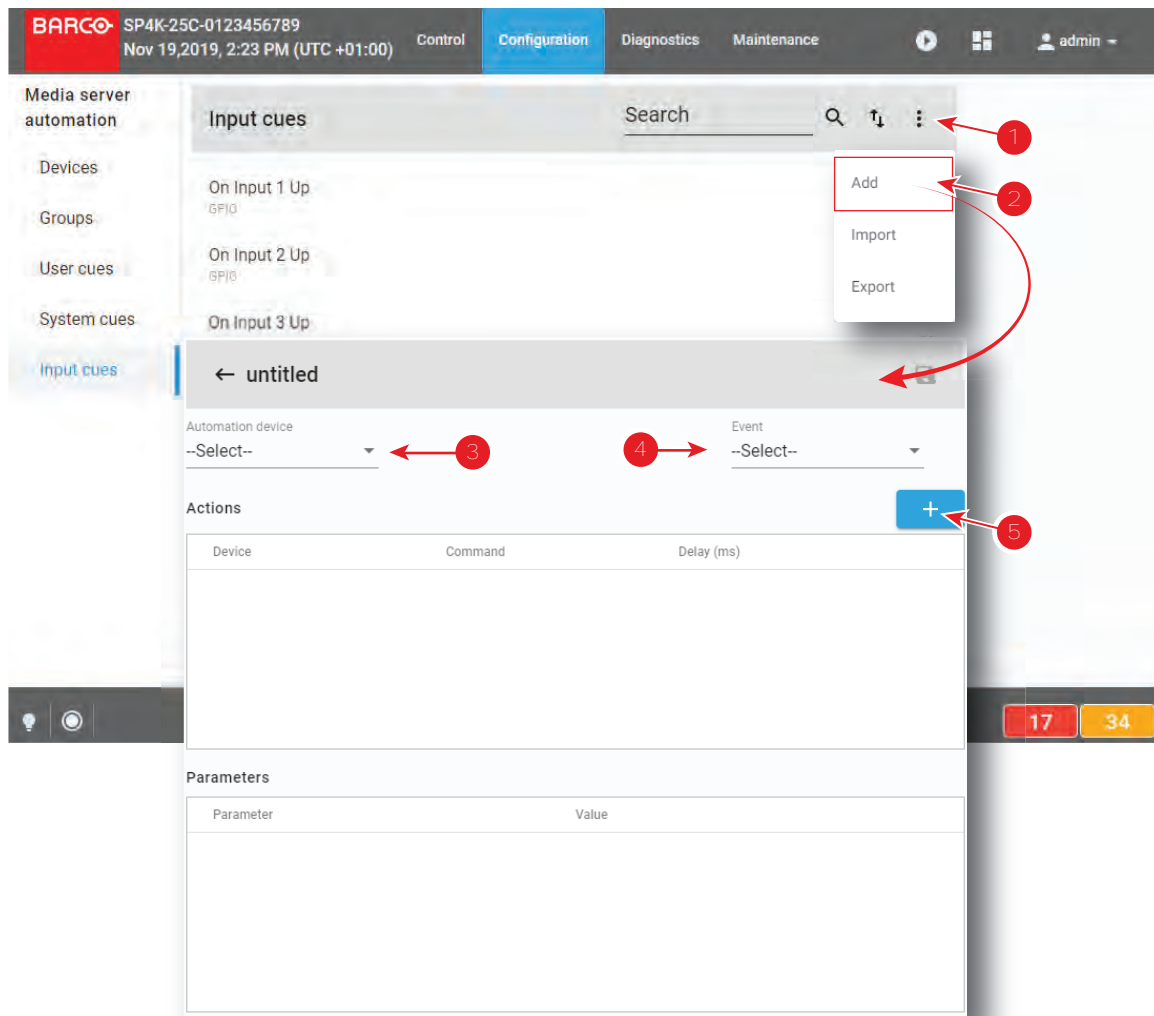 BARCO
SP4K-25C-0123456789
Nov 19,2019, 2:23 PM (UTC +01:00)
Control
Configuration
Diagnostics
Maintenance
admin
Media server
automation
Devices
Groups
User cues
System cues
Input cues
Input cues
Search
1
On Input 1 Up
GPIO
On Input 2 Up
GPIO
On Input 3 Up
Add
2
Import
Export
← untitled
Automation device
--Select--
3
4
Event
--Select--
Actions
+
5
Device
Command
Delay (ms)
17
34
Parameters
Parameter
Value